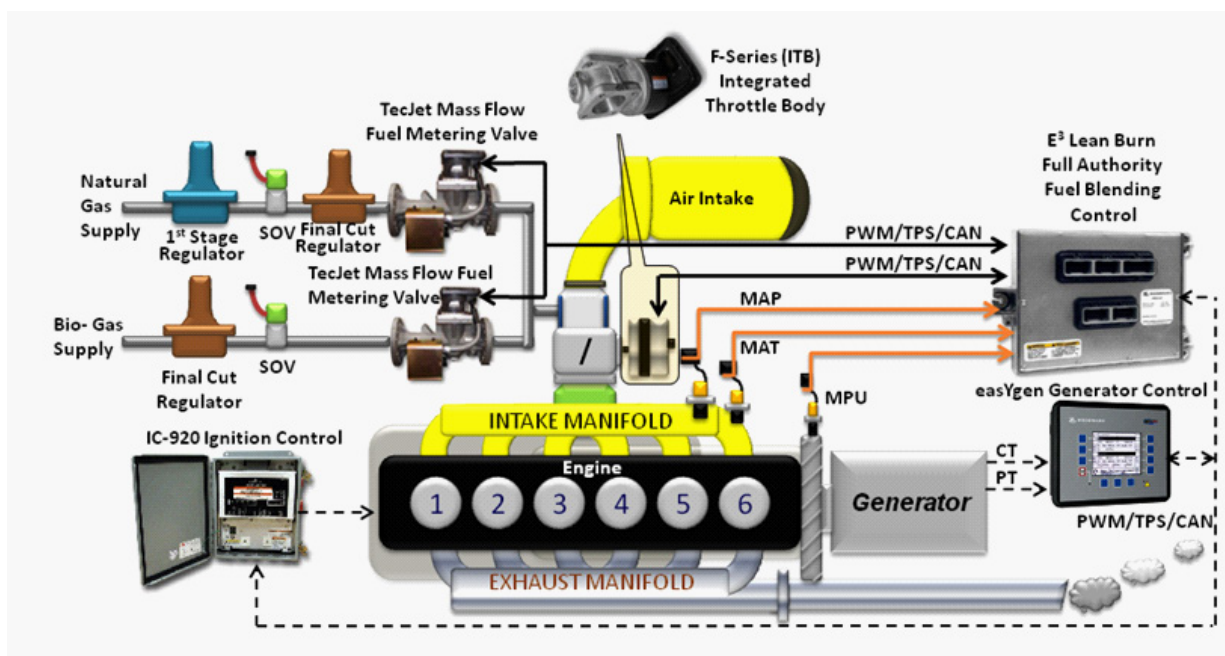 F-Series (ITB)
Integrated
Throttle Body
TecJet Mass Flow
Fuel Metering Valve
E³ Lean Burn
Full Authority
Fuel Blending
Control
Natural
Gas
Supply
1st Stage
Regulator
SOV
Final Cut
Regulator
Air Intake
PWM/TPS/CAN
PWM/TPS/CAN
TecJet Mass Flow Fuel
Metering Valve
MAP
MAT
MPU
Bio- Gas
Supply
Final Cut
Regulator
SOV
/
easYgen Generator Control
INTAKE MANIFOLD
IC-920 Ignition Control
Engine
1 2 3 4 5 6
Generator
CT
PT
PWM/TPS/CAN
EXHAUST MANIFOLD